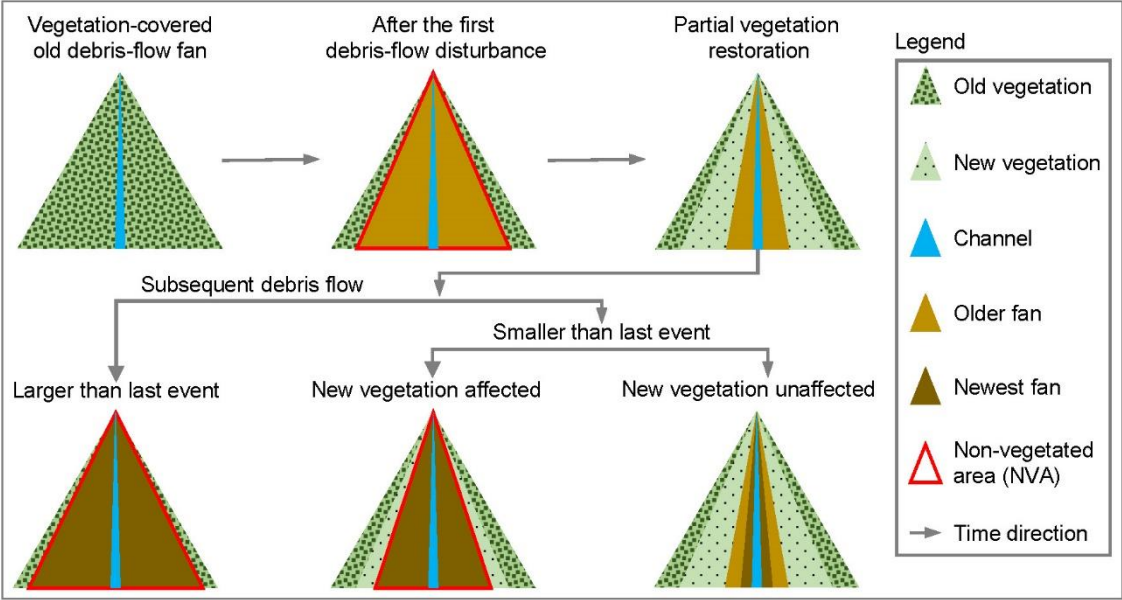 Vegetation-covered
old debris-flow fan
After the first
debris-flow disturbance
Partial vegetation
restoration
Legend
Old vegetation
New vegetation
Channel
Older fan
Newest fan
Non-vegetated
area (NVA)
Time direction
Subsequent debris flow
Smaller than last event
Larger than last event
New vegetation affected
New vegetation unaffected